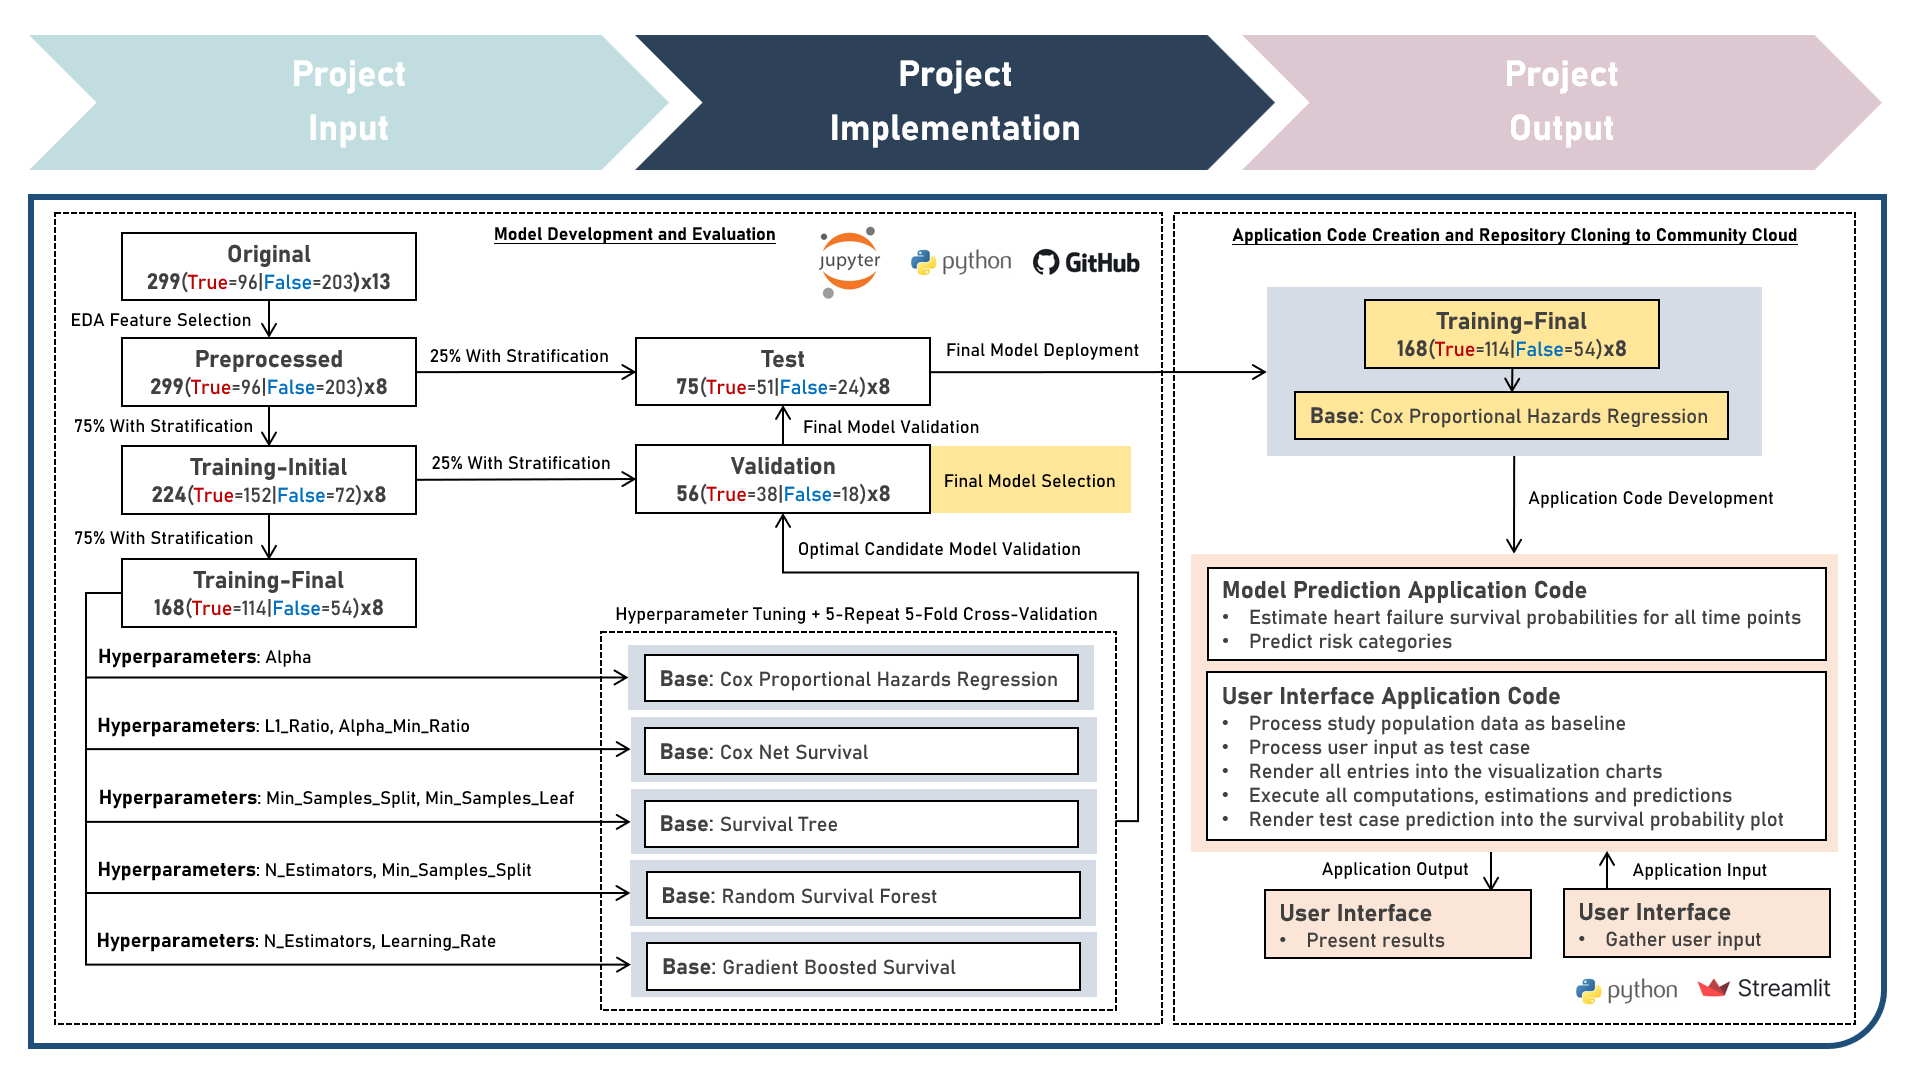 Project
Input
Project
Implementation
Project
Output
Model Development and Evaluation
jupyter
python
GitHub
Original
299(True=96|False=203)x13
EDA Feature Selection
Preprocessed
299(True=96|False=203)x8
25% With Stratification
Test
75(True=51|False=24)x8
Final Model Deployment
75% With Stratification
Final Model Validation
Training-Initial
224(True=152|False=72)x8
25% With Stratification
Validation
56(True=38|False=18)x8
Final Model Selection
75% With Stratification
Optimal Candidate Model Validation
Training-Final
168(True=114|False=54)x8
Hyperparameter Tuning + 5-Repeat 5-Fold Cross-Validation
Hyperparameters: Alpha
Base: Cox Proportional Hazards Regression
Hyperparameters: L1_Ratio, Alpha_Min_Ratio
Base: Cox Net Survival
Hyperparameters: Min_Samples_Split, Min_Samples_Leaf
Base: Survival Tree
Hyperparameters: N_Estimators, Min_Samples_Split
Base: Random Survival Forest
Hyperparameters: N_Estimators, Learning_Rate
Base: Gradient Boosted Survival
Application Code Creation and Repository Cloning to Community Cloud
Training-Final
168(True=114|False=54)x8
Base: Cox Proportional Hazards Regression
Application Code Development
Model Prediction Application Code
• Estimate heart failure survival probabilities for all time points
• Predict risk categories
User Interface Application Code
• Process study population data as baseline
• Process user input as test case
• Render all entries into the visualization charts
• Execute all computations, estimations and predictions
• Render test case prediction into the survival probability plot
Application Output
Application Input
User Interface
• Present results
User Interface
• Gather user input
python
Streamlit